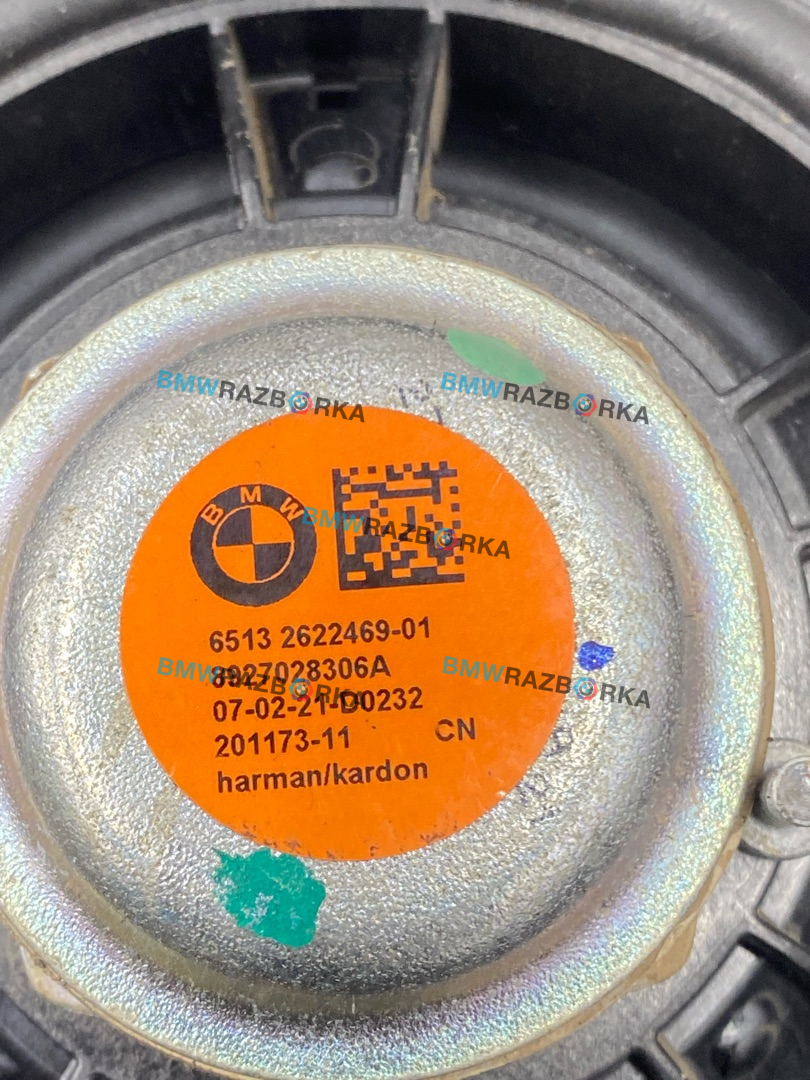 BMWRAZBORKA
BMWRAZBORKA
BMW
BMWRAZBORKA
6513 2622469-01
8927028306A
BMWRAZBORKA
BMWRAZBORKA
07-02-21-D0232
201173-11 CN
harman/kardon